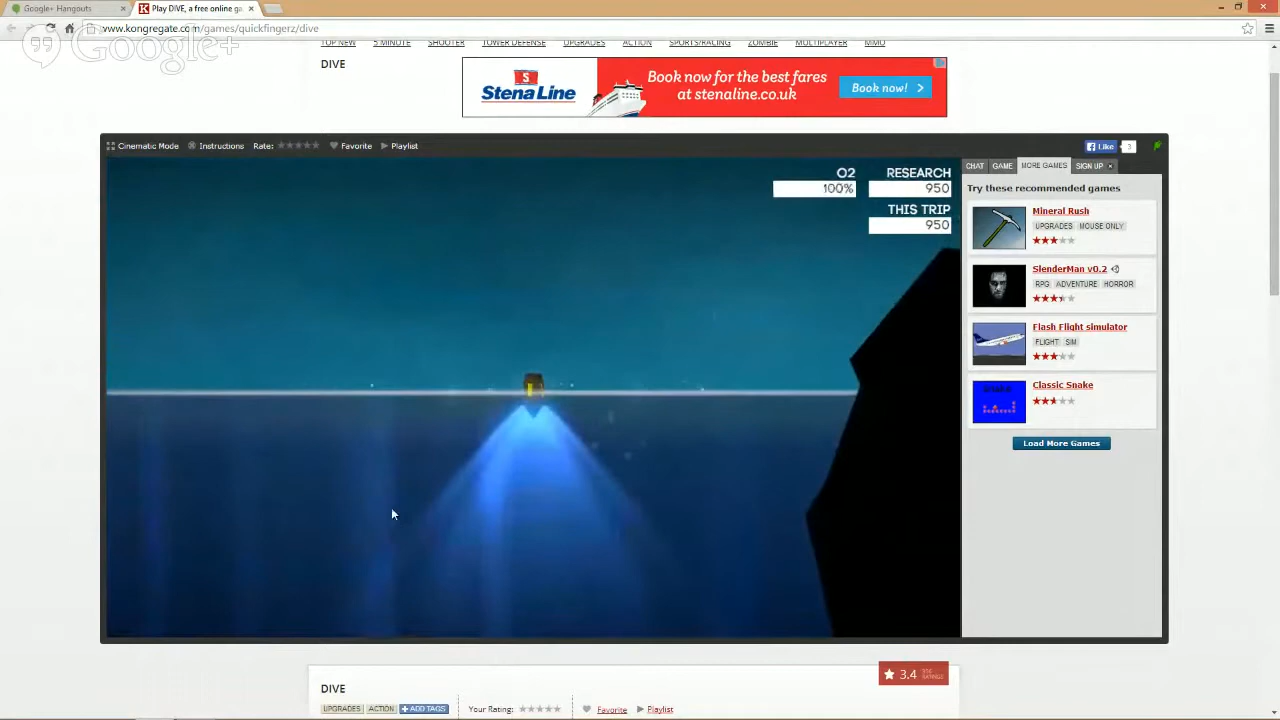 Google+ Hangouts
Play DIVE, a free online ga
www.kongregate.com/games/quickfingerz/dive
Google+
TOP NEW 5 MINUTE SHOOTER TOWER DEFENSE UPGRADES ACTION SPORTS/RACING ZOMBIE MULTIPLAYER MMO
DIVE
Stena Line
Book now for the best fares
at stenaline.co.uk
Book now!
Cinematic Mode Instructions Rate: Favorite Playlist
Like 3
O2 RESEARCH
100% 950
THIS TRIP
950
CHAT GAME MORE GAMES SIGN UP
Try these recommended games
Mineral Rush
UPGRADES MOUSE ONLY
SlenderMan v0.2
RPG ADVENTURE HORROR
Flash Flight simulator
FLIGHT SIM
Classic Snake
Load More Games
3.4
RATINGS
DIVE
UPGRADES ACTION +ADD TAGS Your Rating: Favorite Playlist